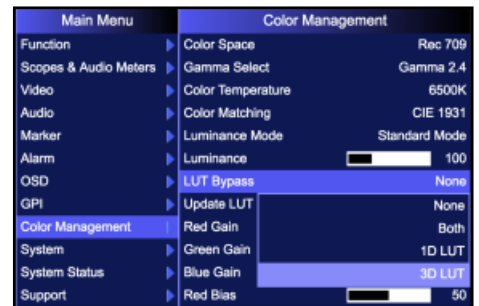 Main Menu
Function
Scopes & Audio Meters
Video
Audio
Marker
Alarm
OSD
GPI
Color Management
System
System Status
Support
Color Management
Color Space Rec 709
Gamma Select Gamma 2.4
Color Temperature 6500K
Color Matching CIE 1931
Luminance Mode Standard Mode
Luminance 100
LUT Bypass None
Update LUT None
Red Gain Both
Green Gain 1D LUT
Blue Gain 3D LUT
Red Bias 50